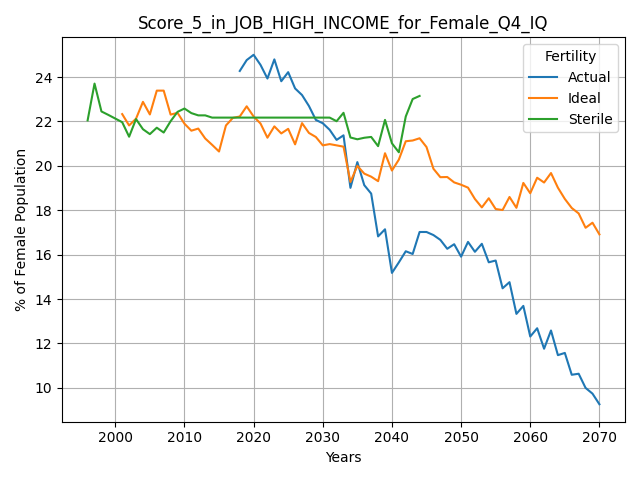 Score_5_in_JOB_HIGH_INCOME_for_Female_Q4_IQ
% of Female Population
24
22
20
18
16
14
12
10
Fertility
Actual
Ideal
Sterile
2000 2010 2020 2030 2040 2050 2060 2070
Years